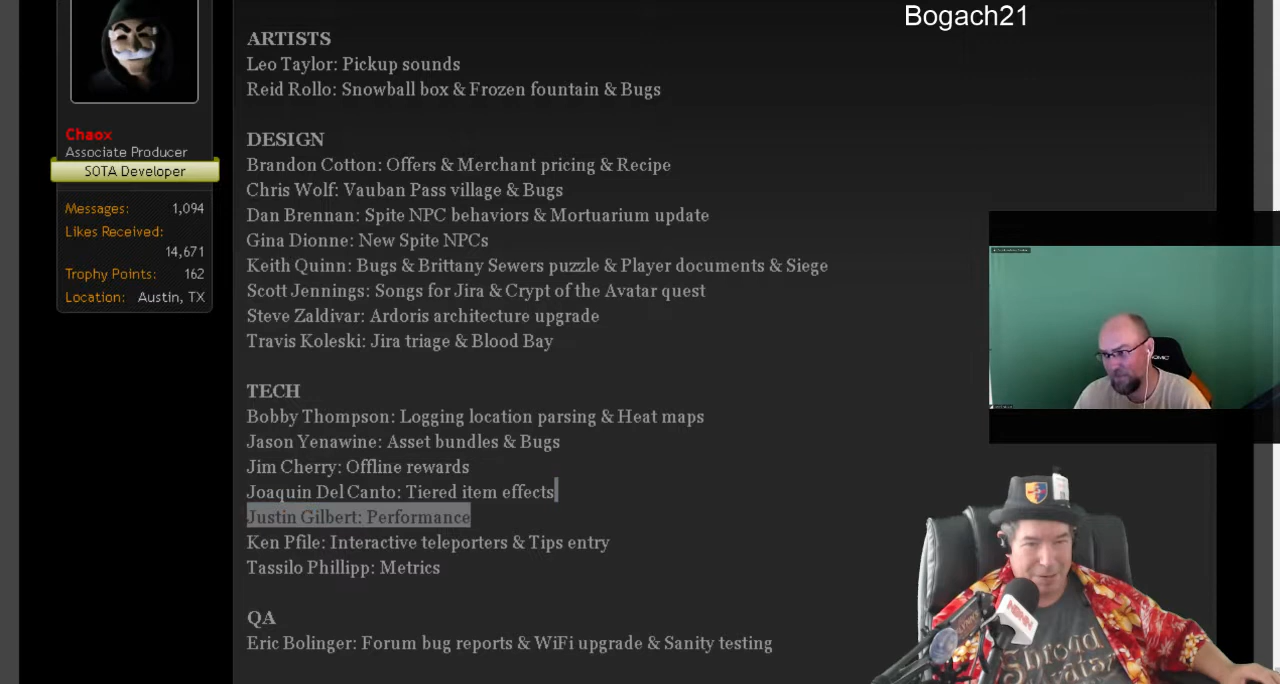 Bogach21
ARTISTS
Leo Taylor: Pickup sounds
Reid Rollo: Snowball box & Frozen fountain & Bugs
Chaox
Associate Producer
SOTA Developer
Messages: 1,094
Likes Received: 14,671
Trophy Points: 162
Location: Austin, TX
DESIGN
Brandon Cotton: Offers & Merchant pricing & Recipe
Chris Wolf: Vauban Pass village & Bugs
Dan Brennan: Spite NPC behaviors & Mortuarium update
Gina Dionne: New Spite NPCs
Keith Quinn: Bugs & Brittany Sewers puzzle & Player documents & Siege
Scott Jennings: Songs for Jira & Crypt of the Avatar quest
Steve Zaldivar: Ardoris architecture upgrade
Travis Koleski: Jira triage & Blood Bay
TECH
Bobby Thompson: Logging location parsing & Heat maps
Jason Yenawine: Asset bundles & Bugs
Jim Cherry: Offline rewards
Joaquin Del Canto: Tiered item effects
Justin Gilbert: Performance
Ken Pfile: Interactive teleporters & Tips entry
Tassilo Phillipp: Metrics
QA
Eric Bolinger: Forum bug reports & WiFi upgrade & Sanity testing